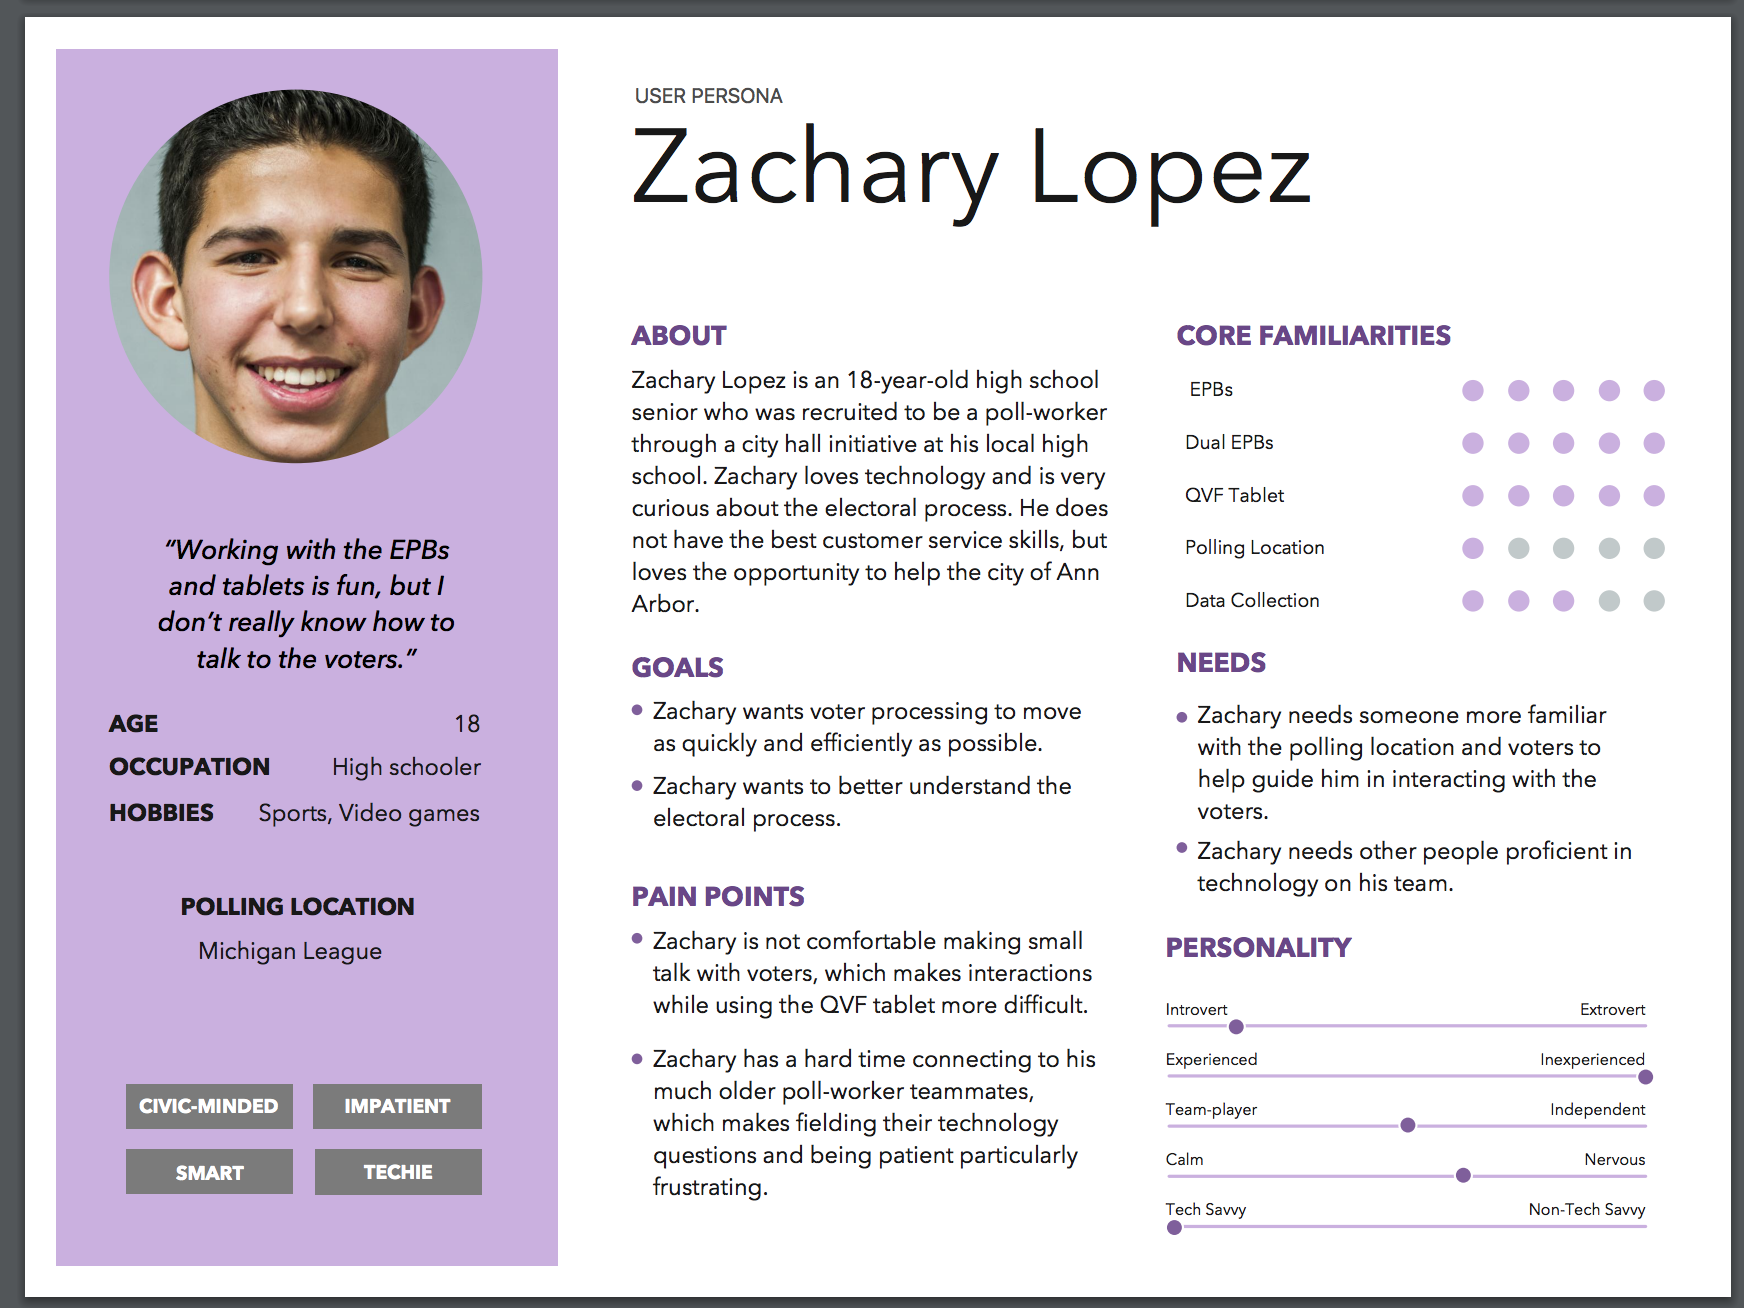 USER PERSONA
Zachary Lopez
“Working with the EPBs
and tablets is fun, but I
don’t really know how to
talk to the voters.”
AGE 18
OCCUPATION High schooler
HOBBIES Sports, Video games
POLLING LOCATION
Michigan League
CIVIC-MINDED IMPATIENT
SMART TECHIE
ABOUT
Zachary Lopez is an 18-year-old high school
senior who was recruited to be a poll-worker
through a city hall initiative at his local high
school. Zachary loves technology and is very
curious about the electoral process. He does
not have the best customer service skills, but
loves the opportunity to help the city of Ann
Arbor.
GOALS
Zachary wants voter processing to move
as quickly and efficiently as possible.
Zachary wants to better understand the
electoral process.
PAIN POINTS
Zachary is not comfortable making small
talk with voters, which makes interactions
while using the QVF tablet more difficult.
Zachary has a hard time connecting to his
much older poll-worker teammates,
which makes fielding their technology
questions and being patient particularly
frustrating.
CORE FAMILIARITIES
EPBs
Dual EPBs
QVF Tablet
Polling Location
Data Collection
NEEDS
Zachary needs someone more familiar
with the polling location and voters to
help guide him in interacting with the
voters.
Zachary needs other people proficient in
technology on his team.
PERSONALITY
Introvert Extrovert
Experienced Inexperienced
Team-player Independent
Calm Nervous
Tech Savvy Non-Tech Savvy